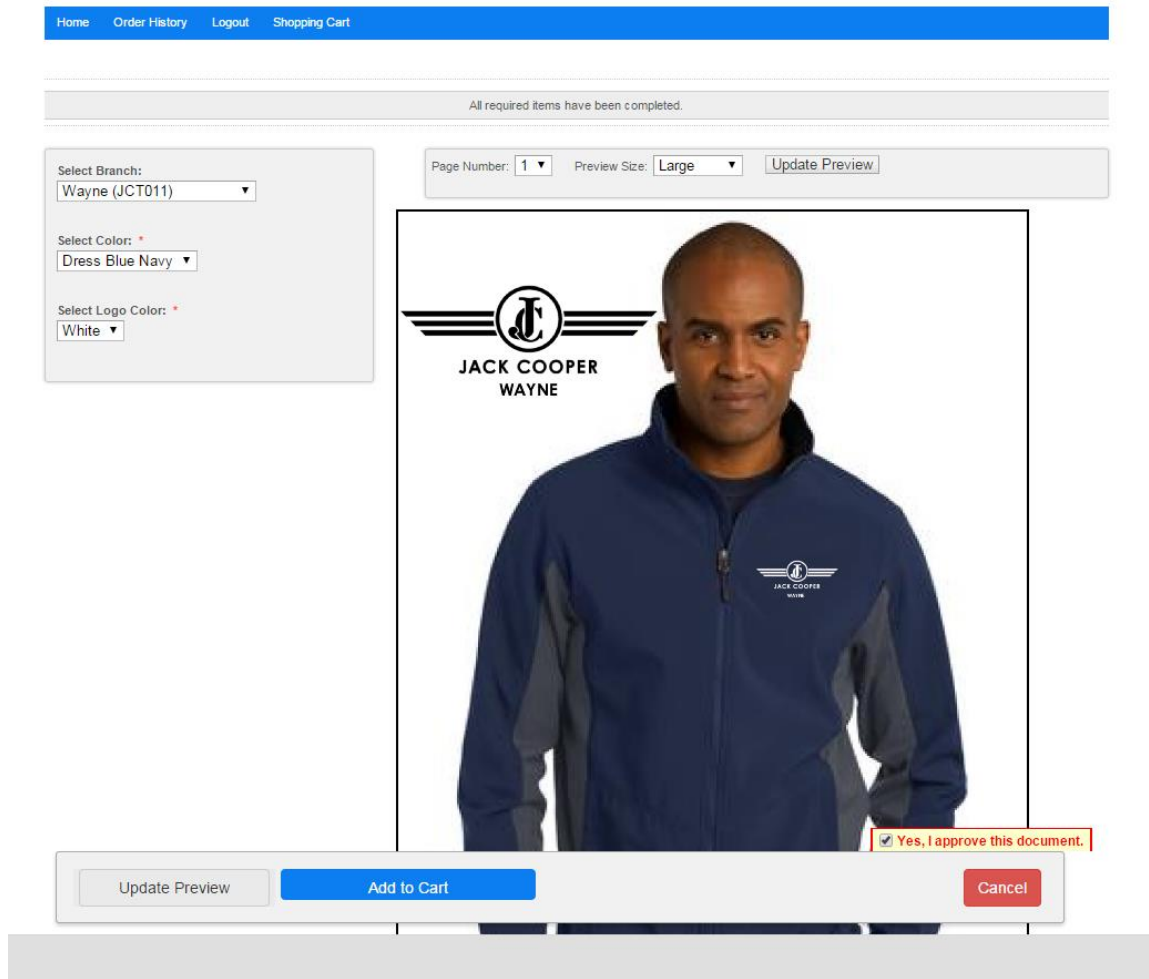 Home Order History Logout Shopping Cart
All required items have been completed.
Select Branch:
Wayne (JCT011)
Select Color: *
Dress Blue Navy
Select Logo Color: *
White
Page Number: 1 Preview Size: Large Update Preview
JC
JACK COOPER
WAYNE
JC
JACK COOPER
WAYNE
Yes, I approve this document.
Update Preview Add to Cart Cancel